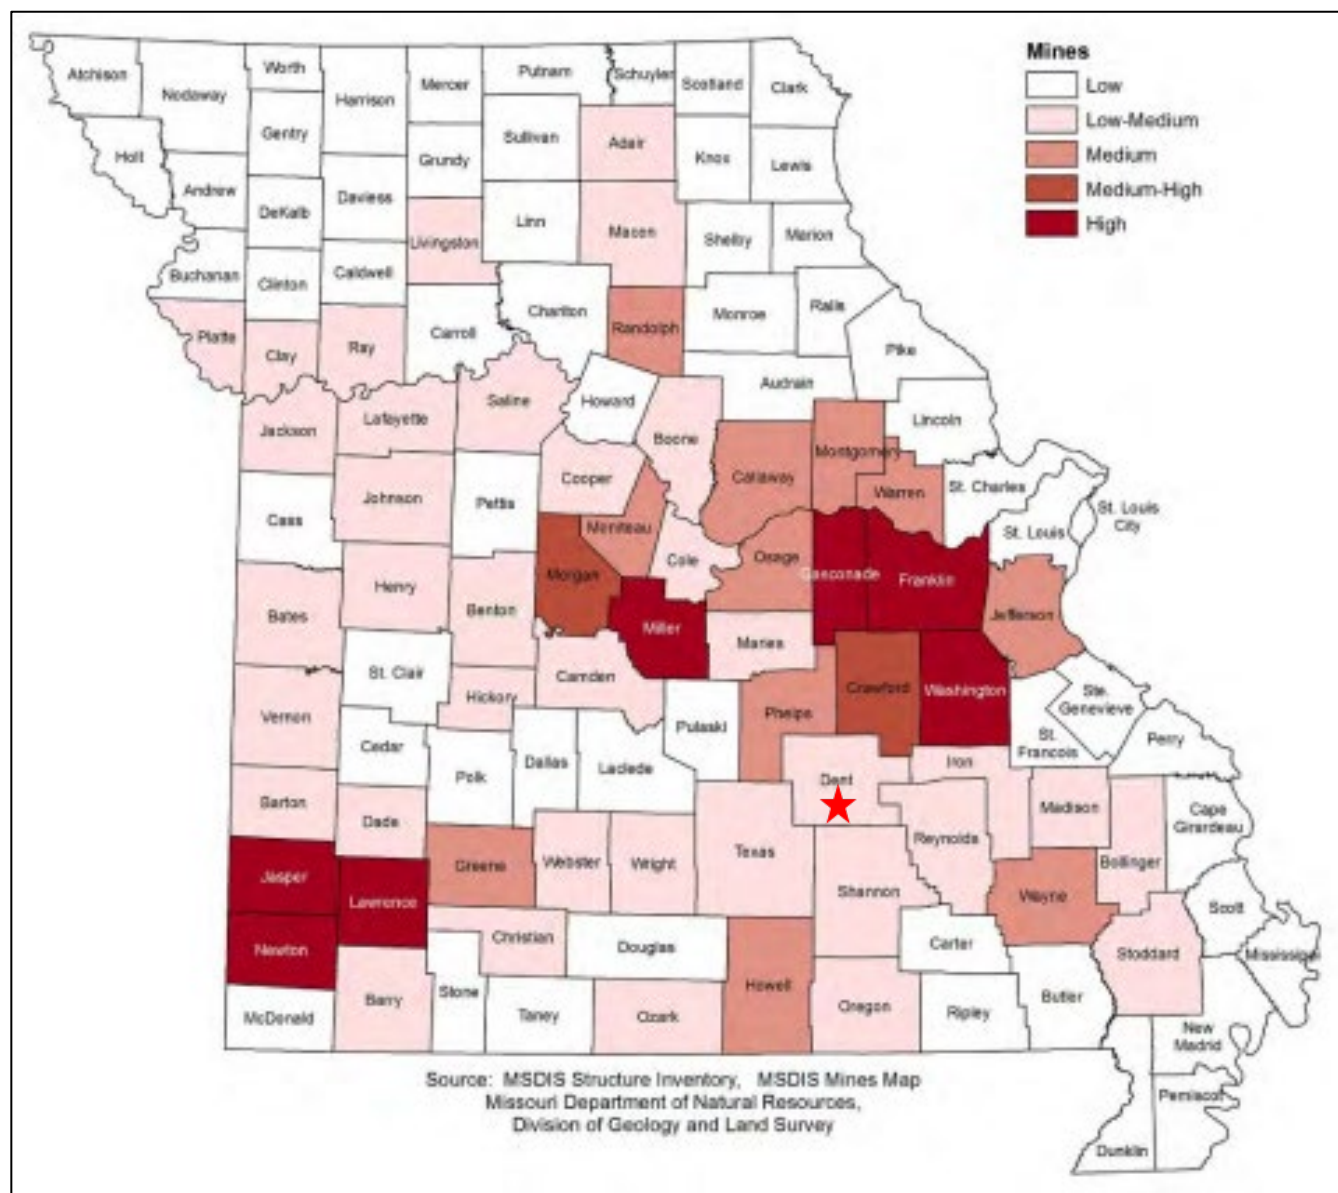 Mines
Low
Low-Medium
Medium
Medium-High
High
Atchison
Nodaway
Worth
Harrison
Mercer
Putnam
Schuyler
Scotland
Clark
Holt
Gentry
Grundy
Sullivan
Adair
Knox
Lewis
Andrew
DeKalb
Daviess
Livingston
Linn
Macon
Shelby
Marion
Buchanan
Clinton
Caldwell
Carroll
Chariton
Randolph
Monroe
Ralls
Pike
Platte
Clay
Ray
Saline
Howard
Audrain
Lincoln
Jackson
Lafayette
Boone
Callaway
Montgomery
Warren
St. Charles
Cass
Johnson
Pettis
Cooper
Moniteau
Cole
Osage
Gasconade
Franklin
St. Louis
St. Louis
City
Bates
Henry
Benton
Morgan
Miller
Maries
Jefferson
St. Clair
Hickory
Camden
Pulaski
Phelps
Crawford
Washington
Ste.
Genevieve
St.
Francois
Perry
Vernon
Cedar
Polk
Dallas
Laclede
Dent
Iron
Madison
Cape
Girardeau
Barton
Dade
Greene
Webster
Wright
Texas
Reynolds
Bollinger
Jasper
Lawrence
Christian
Douglas
Shannon
Wayne
Scott
Newton
Barry
Stone
Taney
Ozark
Howell
Oregon
Carter
Ripley
Butler
Stoddard
Mississippi
McDonald
New
Madrid
Pemiscot
Dunklin
Source: MSDIS Structure Inventory, MSDIS Mines Map
Missouri Department of Natural Resources,
Division of Geology and Land Survey